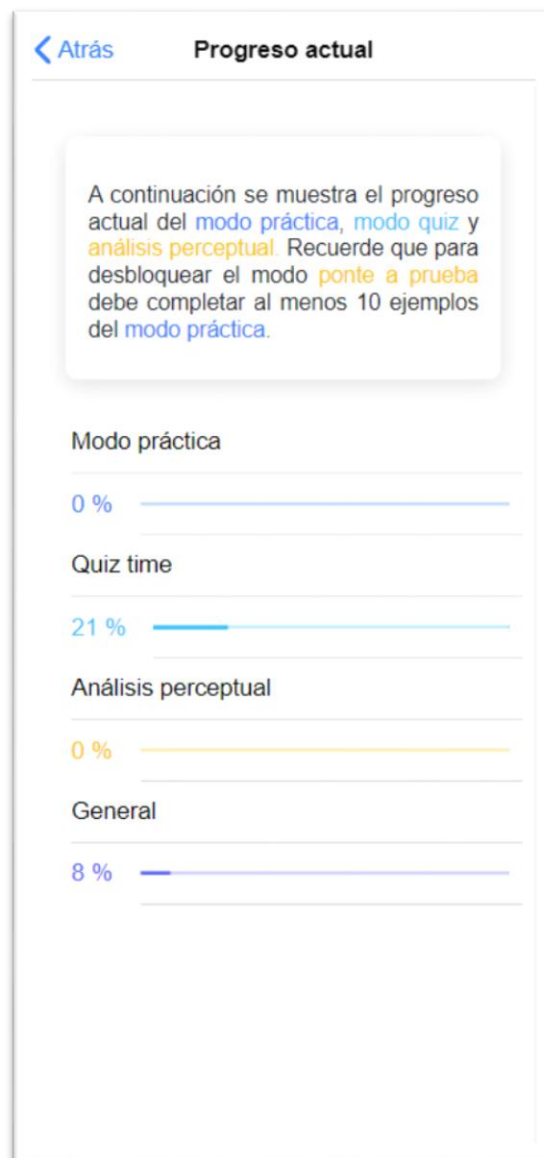 Atrás
Progreso actual
A continuación se muestra el progreso
actual del modo práctica, modo quiz y
análisis perceptual. Recuerde que para
desbloquear el modo ponte a prueba
debe completar al menos 10 ejemplos
del modo práctica.
Modo práctica
0 %
Quiz time
21 %
Análisis perceptual
0 %
General
8 %